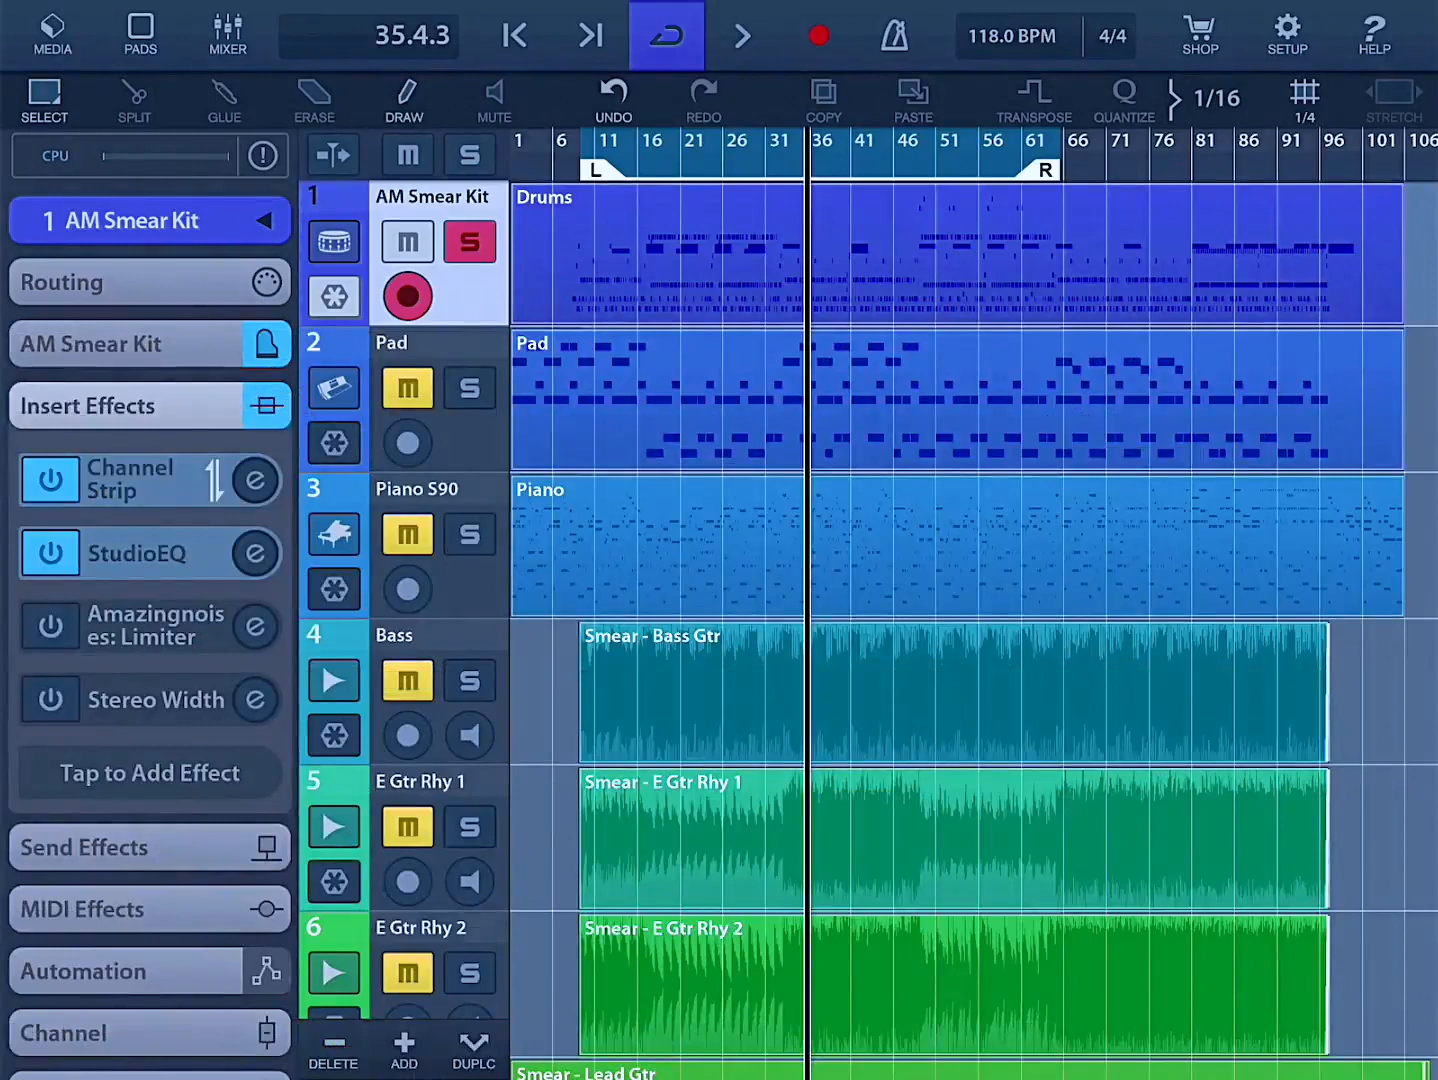 MEDIA
PADS
MIXER
35.4.3
118.0 BPM
4/4
SHOP
SETUP
HELP
SELECT
SPLIT
GLUE
ERASE
DRAW
MUTE
UNDO
REDO
COPY
PASTE
TRANSPOSE
QUANTIZE
1/16
1/4
STRETCH
CPU
m
S
1 6 11 16 21 26 31 36 41 46 51 56 61 66 71 76 81 86 91 96 101 106
L
R
1 AM Smear Kit
Routing
AM Smear Kit
Insert Effects
Channel
Strip
e
StudioEQ
e
Amazingnois
es: Limiter
e
Stereo Width
e
Tap to Add Effect
Send Effects
MIDI Effects
Automation
Channel
1
AM Smear Kit
m
S
Drums
2
Pad
m
S
Pad
3
Piano S90
m
S
Piano
4
Bass
m
S
Smear - Bass Gtr
5
E Gtr Rhy 1
m
S
Smear - E Gtr Rhy 1
6
E Gtr Rhy 2
m
S
Smear - E Gtr Rhy 2
DELETE
ADD
DUPLC
Smear - Lead Gtr